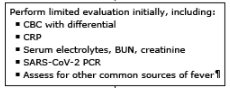 Perform limited evaluation initially, including:
▪ CBC with differential
▪ CRP
▪ Serum electrolytes, BUN, creatinine
▪ SARS-CoV-2 PCR
▪ Assess for other common sources of fever¶